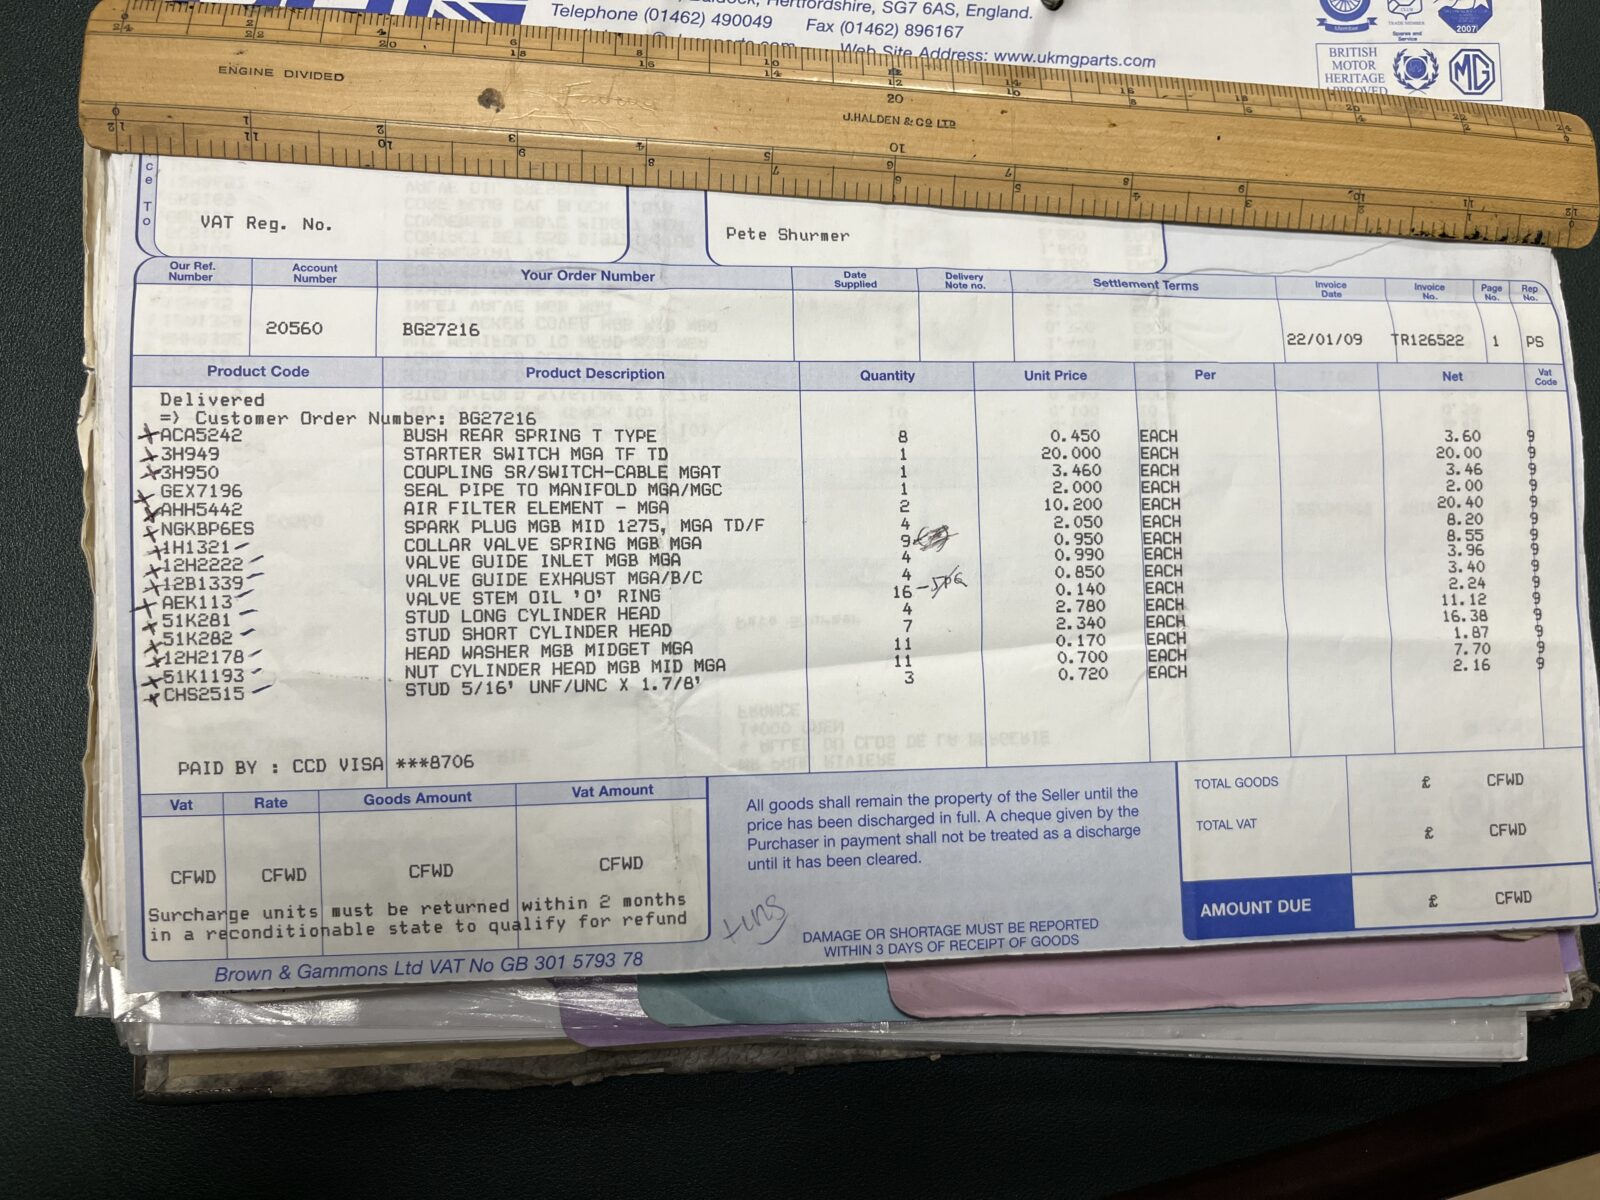 Hertfordshire, SG7 6AS, England.
Telephone (01462) 490049 Fax (01462) 896167
Web Site Address: www.ukmgparts.com
Member
TRADE MEMBER
Spares and Service
2007
BRITISH
MOTOR
HERITAGE
APPROVED
MG
ENGINE DIVIDED
J.HALDEN & CO LTD
ce To
VAT Reg. No.
Pete Shurmer
Our Ref. Number Account Number Your Order Number Date Supplied Delivery Note no. Settlement Terms Invoice Date Invoice No. Page No. Rep No.
20560 BG27216 22/01/09 TR126522 1 PS
Product Code Product Description Quantity Unit Price Per Net Vat Code
Delivered
=> Customer Order Number: BG27216
ACA5242 BUSH REAR SPRING T TYPE 8 0.450 EACH 3.60 9
3H949 STARTER SWITCH MGA TF TD 1 20.000 EACH 20.00 9
3H950 COUPLING SR/SWITCH-CABLE MGAT 1 3.460 EACH 3.46 9
GEX7196 SEAL PIPE TO MANIFOLD MGA/MGC 1 2.000 EACH 2.00 9
AHH5442 AIR FILTER ELEMENT - MGA 2 10.200 EACH 20.40 9
NGKBP6ES SPARK PLUG MGB MID 1275, MGA TD/F 4 2.050 EACH 8.20 9
1H1321 COLLAR VALVE SPRING MGB MGA 9 0.950 EACH 8.55 9
12H2222 VALVE GUIDE INLET MGB MGA 4 0.990 EACH 3.96 9
12B1339 VALVE GUIDE EXHAUST MGA/B/C 4 0.850 EACH 3.40 9
AEK113 VALVE STEM OIL 'O' RING 16 0.140 EACH 2.24 9
51K281 STUD LONG CYLINDER HEAD 4 2.780 EACH 11.12 9
51K282 STUD SHORT CYLINDER HEAD 7 2.340 EACH 16.38 9
12H2178 HEAD WASHER MGB MIDGET MGA 11 0.170 EACH 1.87 9
51K1193 NUT CYLINDER HEAD MGB MID MGA 11 0.700 EACH 7.70 9
CHS2515 STUD 5/16' UNF/UNC X 1.7/8' 3 0.720 EACH 2.16 9
PAID BY : CCD VISA ***8706
Vat Rate Goods Amount Vat Amount
CFWD CFWD CFWD CFWD
Surcharge units must be returned within 2 months
in a reconditionable state to qualify for refund
All goods shall remain the property of the Seller until the
price has been discharged in full. A cheque given by the
Purchaser in payment shall not be treated as a discharge
until it has been cleared.
DAMAGE OR SHORTAGE MUST BE REPORTED
WITHIN 3 DAYS OF RECEIPT OF GOODS
TOTAL GOODS £ CFWD
TOTAL VAT £ CFWD
AMOUNT DUE £ CFWD
Brown & Gammons Ltd VAT No GB 301 5793 78